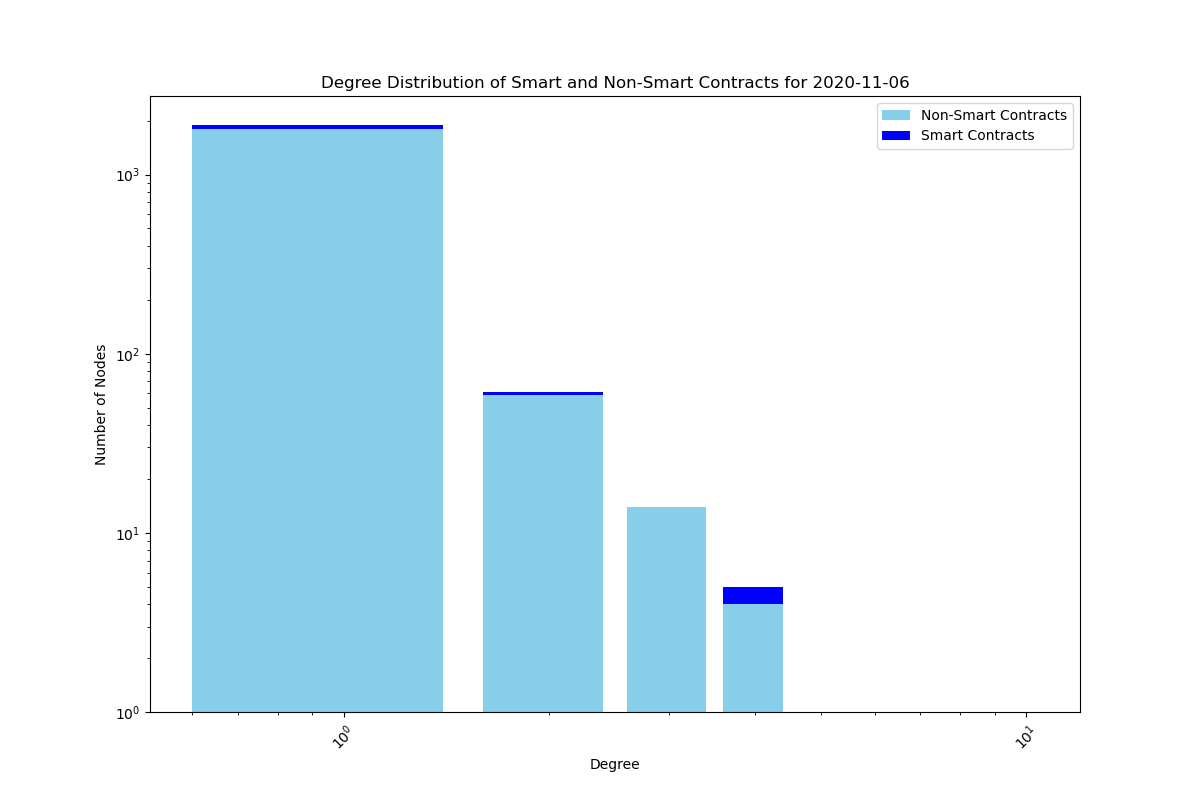 Degree Distribution of Smart and Non-Smart Contracts for 2020-11-06
Non-Smart Contracts
Smart Contracts
Number of Nodes
10³
10²
10¹
10⁰
10⁰
10¹
Degree